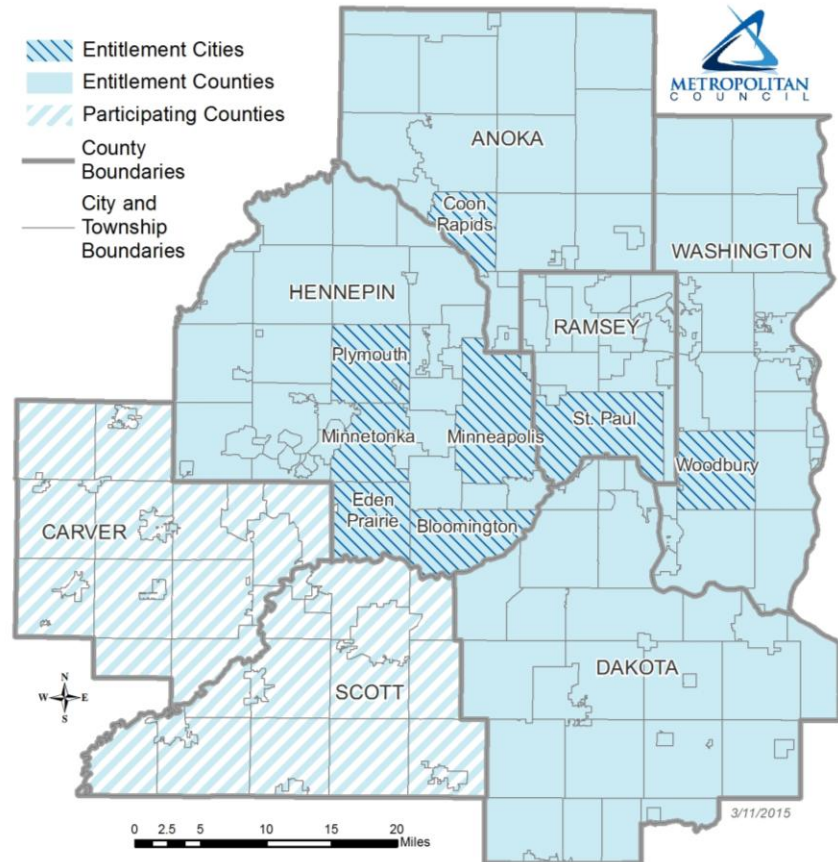 Entitlement Cities
Entitlement Counties
Participating Counties
County
Boundaries
City and
Township
Boundaries
METROPOLITAN
COUNCIL
ANOKA
Coon
Rapids
WASHINGTON
HENNEPIN
RAMSEY
Plymouth
St. Paul
Minnetonka
Minneapolis
Woodbury
Eden
Prairie
Bloomington
CARVER
DAKOTA
SCOTT
N
W
E
S
3/11/2015
0 2.5 5 10 15 20
Miles